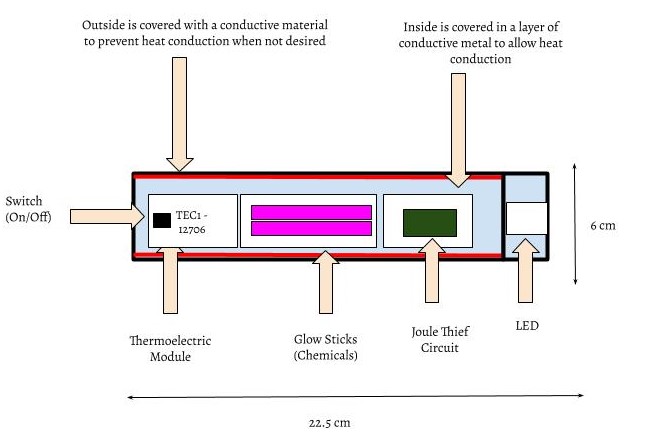 Outside is covered with a conductive material
to prevent heat conduction when not desired
Inside is covered in a layer of
conductive metal to allow heat
conduction
Switch
(On/Off)
TEC1 -
12706
6 cm
Thermoelectric
Module
Glow Sticks
(Chemicals)
Joule Thief
Circuit
LED
22.5 cm